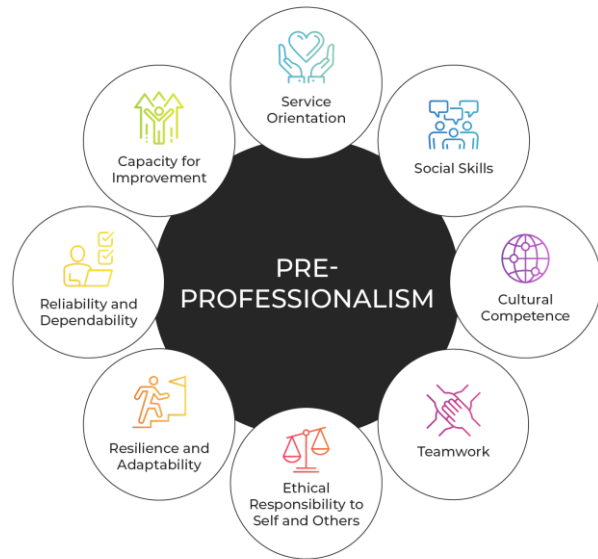 PRE-
PROFESSIONALISM
Service
Orientation
Social Skills
Cultural
Competence
Teamwork
Ethical
Responsibility to
Self and Others
Resilience and
Adaptability
Reliability and
Dependability
Capacity for
Improvement